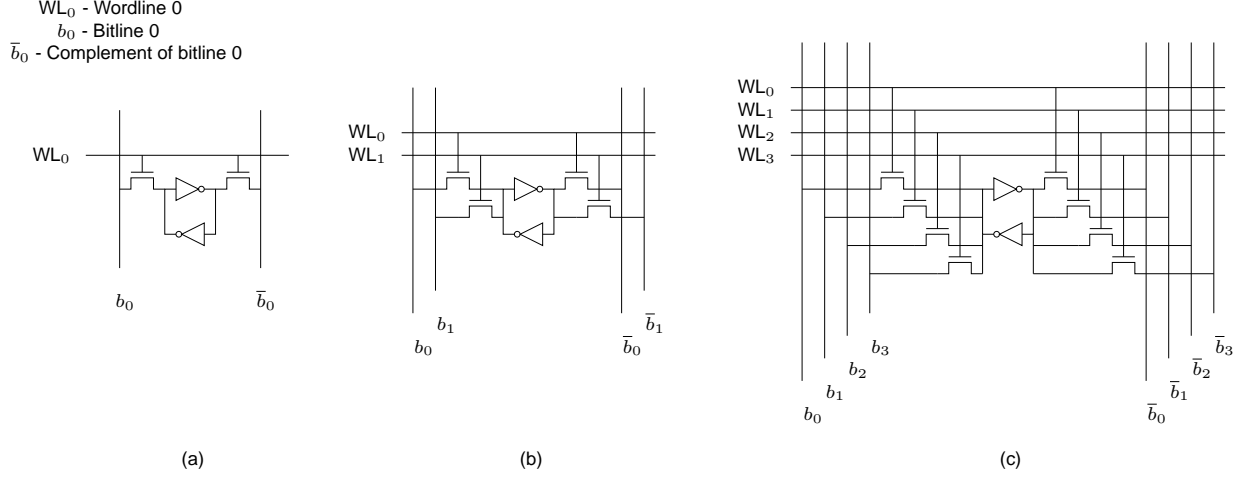 WL₀ - Wordline 0
b₀ - Bitline 0
b̄₀ - Complement of bitline 0
WL₀
b₀
b̄₀
(a)
WL₀
WL₁
b₁
b₀
b̄₁
b̄₀
(b)
WL₀
WL₁
WL₂
WL₃
b₃
b₂
b₁
b₀
b̄₃
b̄₂
b̄₁
b̄₀
(c)